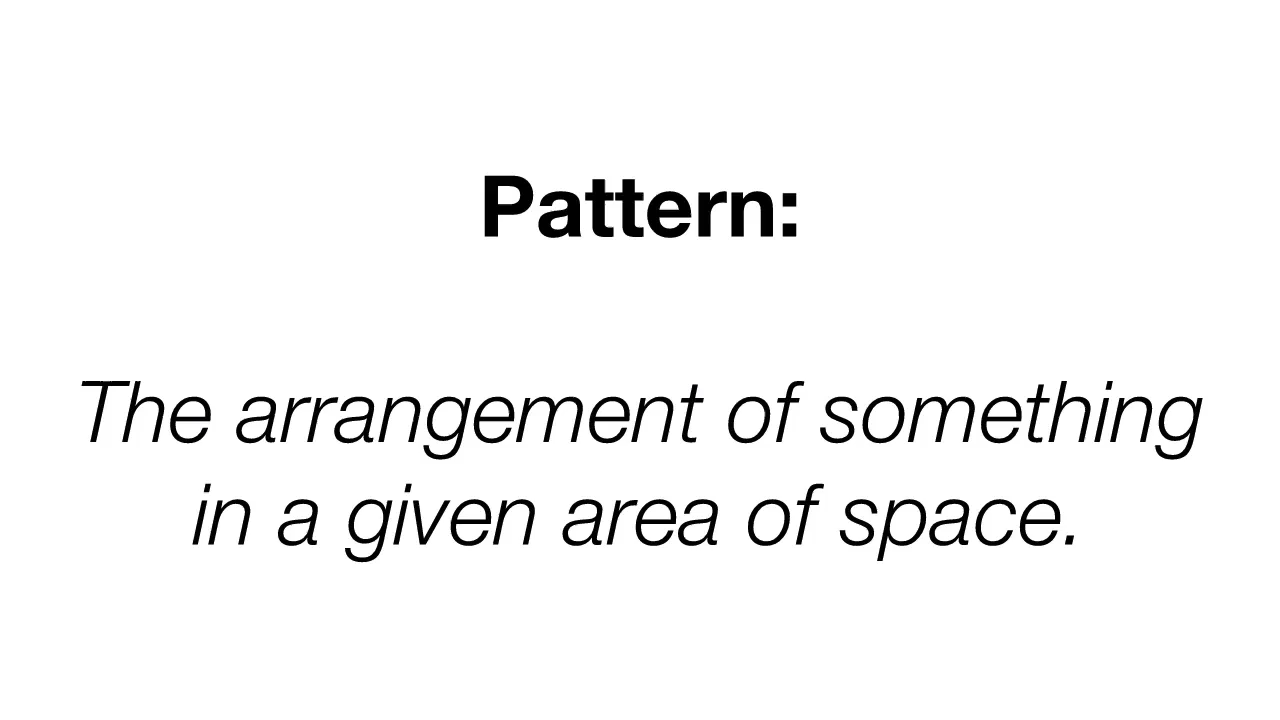 Pattern:
The arrangement of something
in a given area of space.